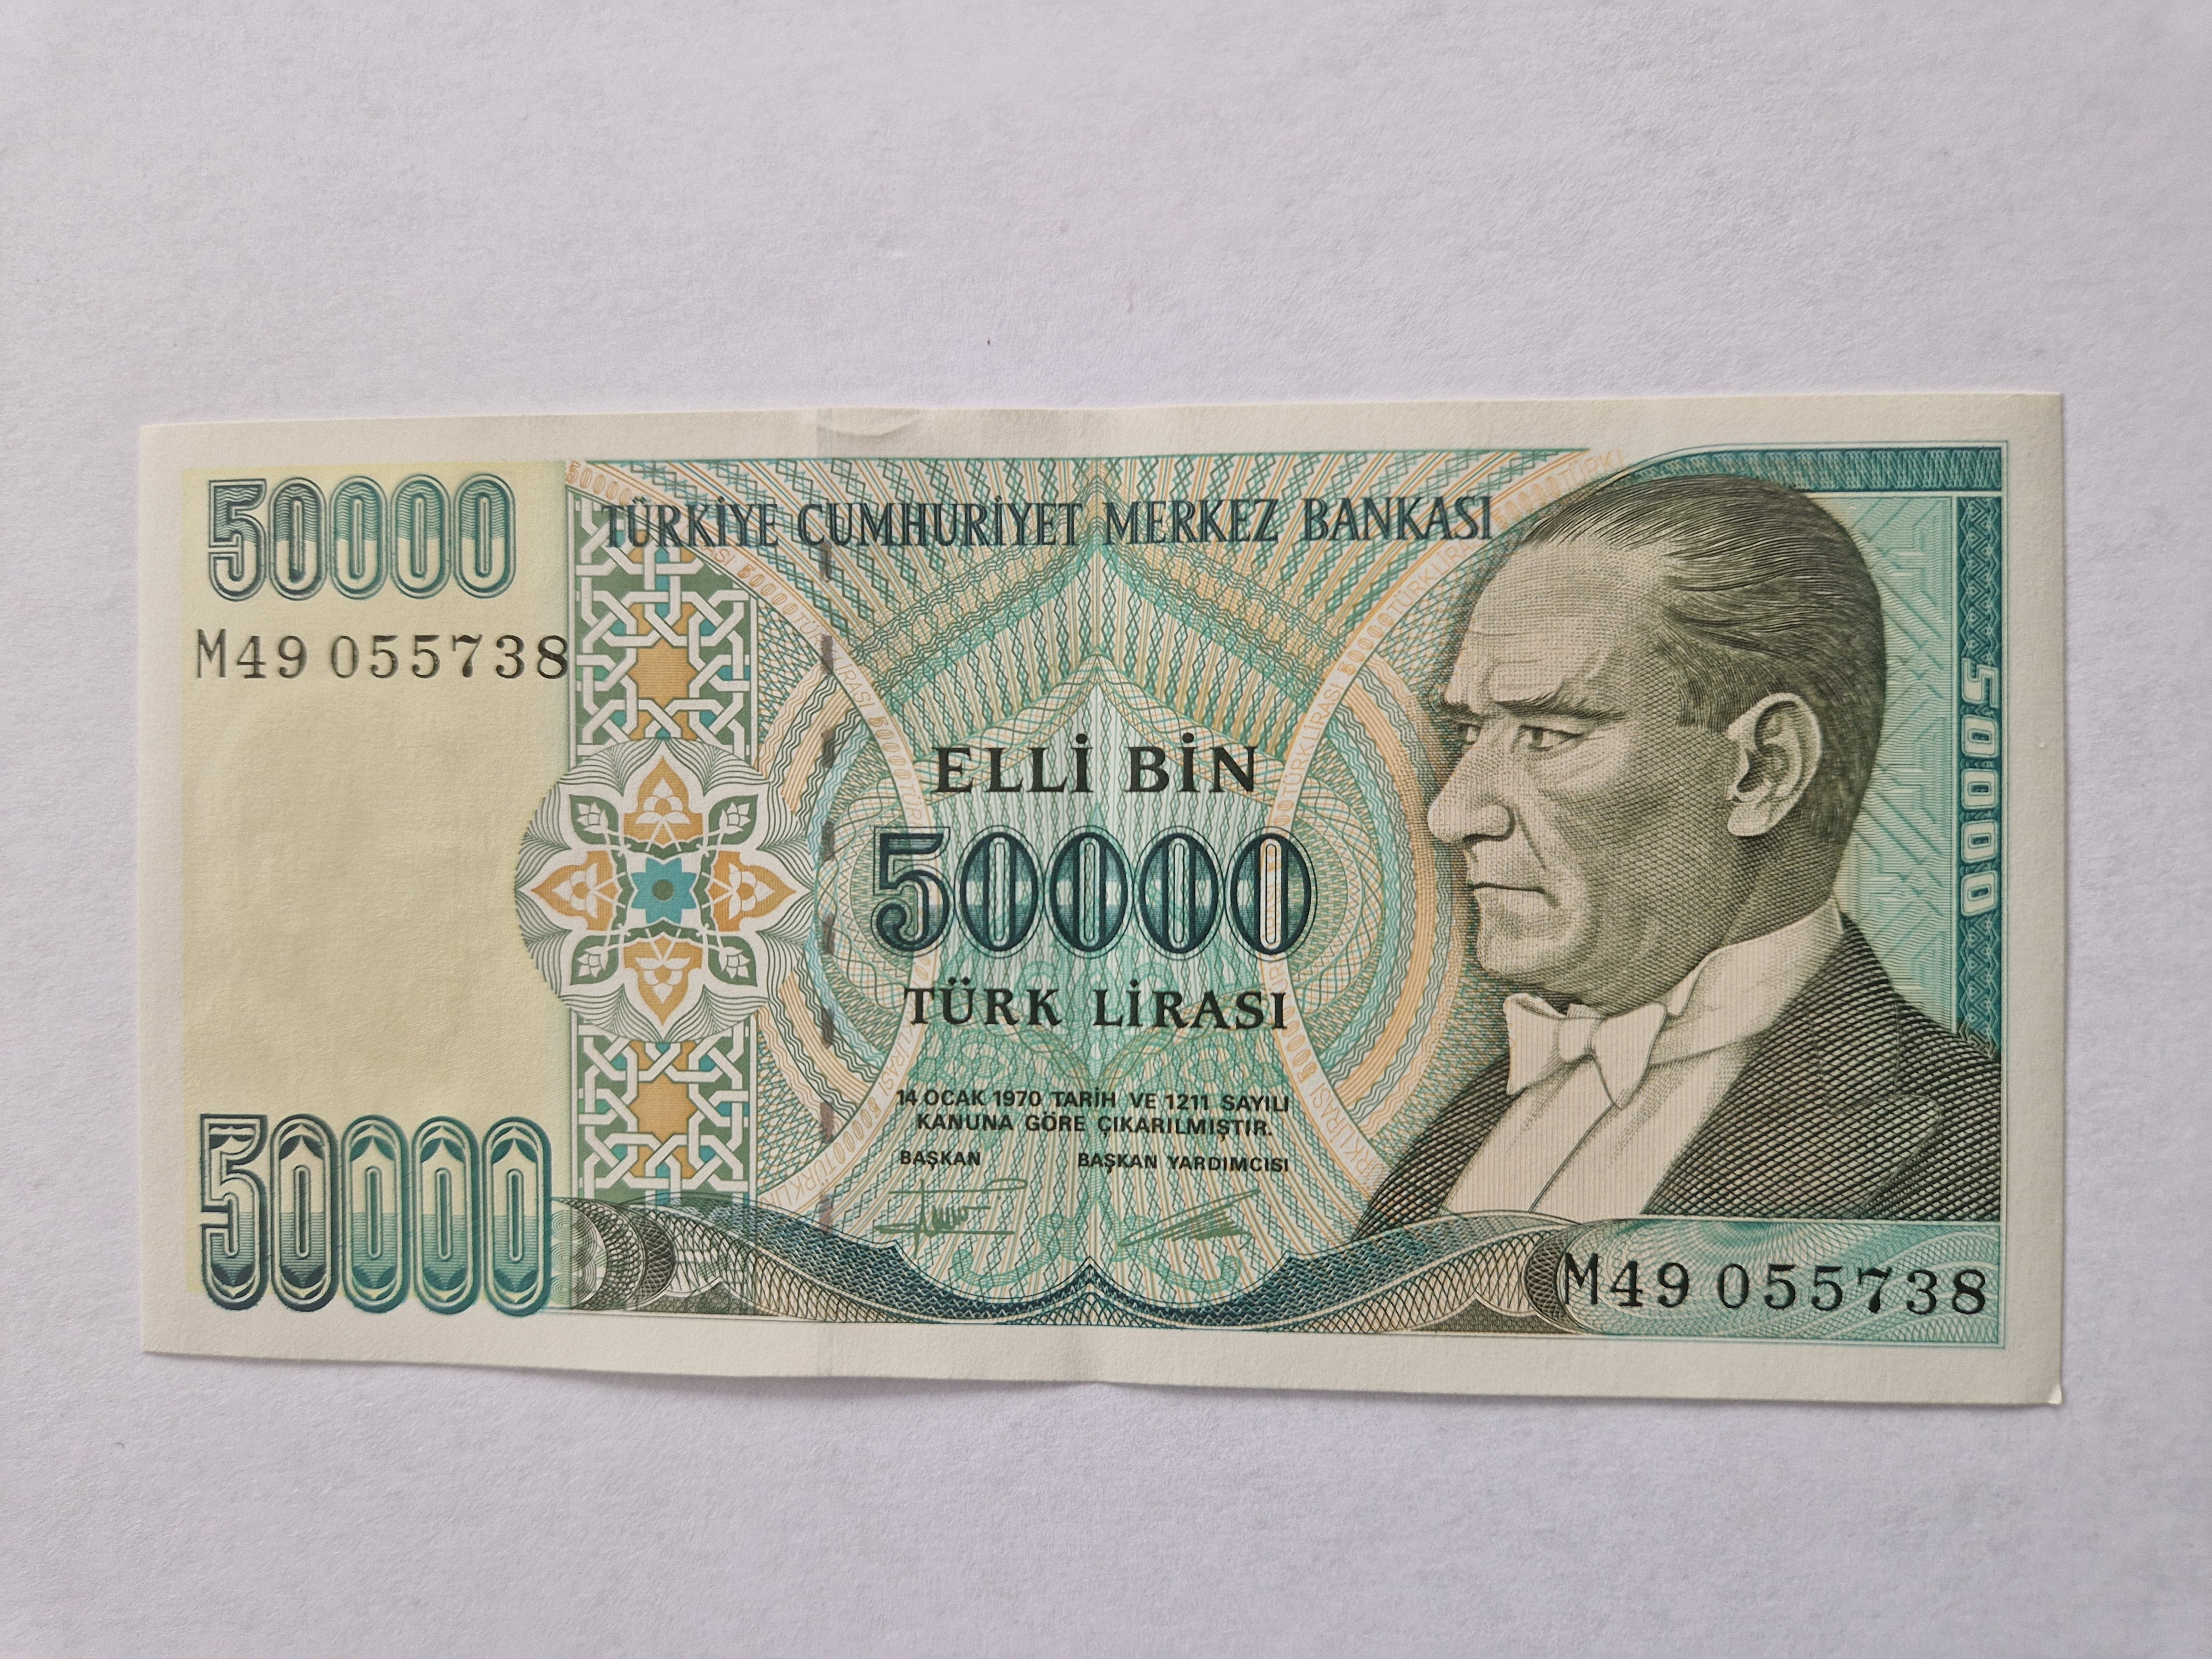 50000
TÜRKİYE CUMHURİYET MERKEZ BANKASI
M49 055738
ELLİ BİN
50000
TÜRK LİRASI
50000
14 OCAK 1970 TARİH VE 1211 SAYILI
KANUNA GÖRE ÇIKARILMIŞTIR.
BAŞKAN BAŞKAN YARDIMCISI
50000
M49 055738